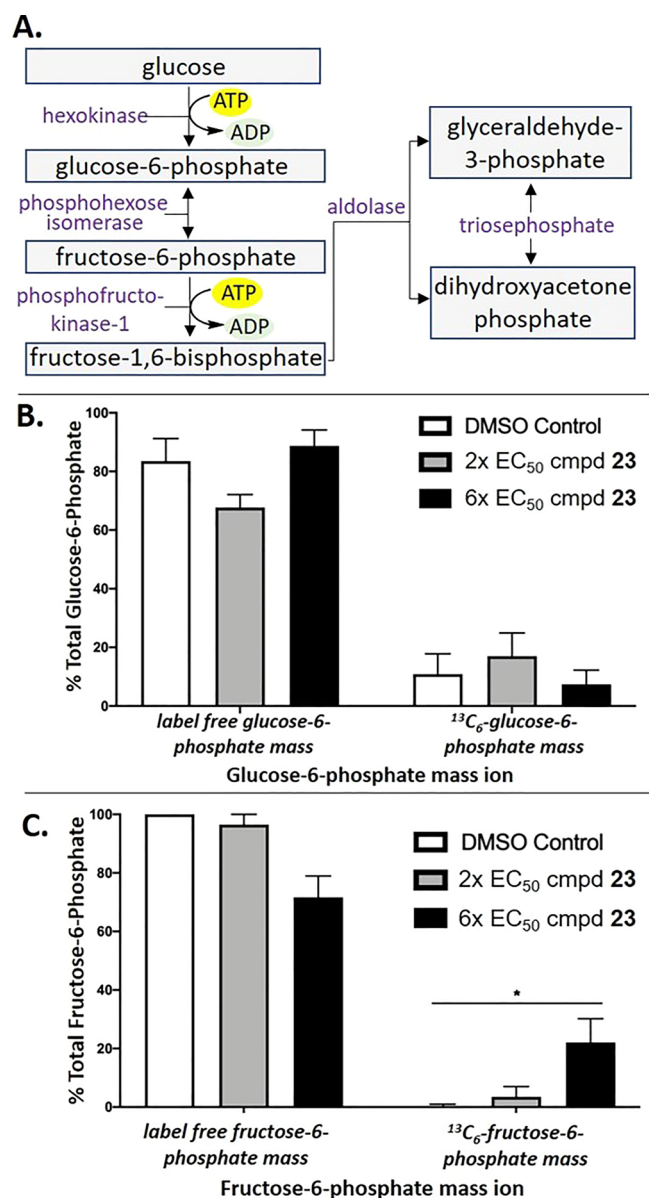 A.
glucose
hexokinase
ATP
ADP
glucose-6-phosphate
phosphohexose
isomerase
fructose-6-phosphate
phosphofructo-
kinase-1
ATP
ADP
fructose-1,6-bisphosphate
aldolase
glyceraldehyde-
3-phosphate
triosephosphate
dihydroxyacetone
phosphate
B.
% Total Glucose-6-Phosphate
100
80
60
40
20
0
DMSO Control
2x EC₅₀ cmpd 23
6x EC₅₀ cmpd 23
label free glucose-6-
phosphate mass
¹³C₆-glucose-6-
phosphate mass
Glucose-6-phosphate mass ion
C.
% Total Fructose-6-Phosphate
100
80
60
40
20
0
DMSO Control
2x EC₅₀ cmpd 23
6x EC₅₀ cmpd 23
*
label free fructose-6-
phosphate mass
¹³C₆-fructose-6-
phosphate mass
Fructose-6-phosphate mass ion